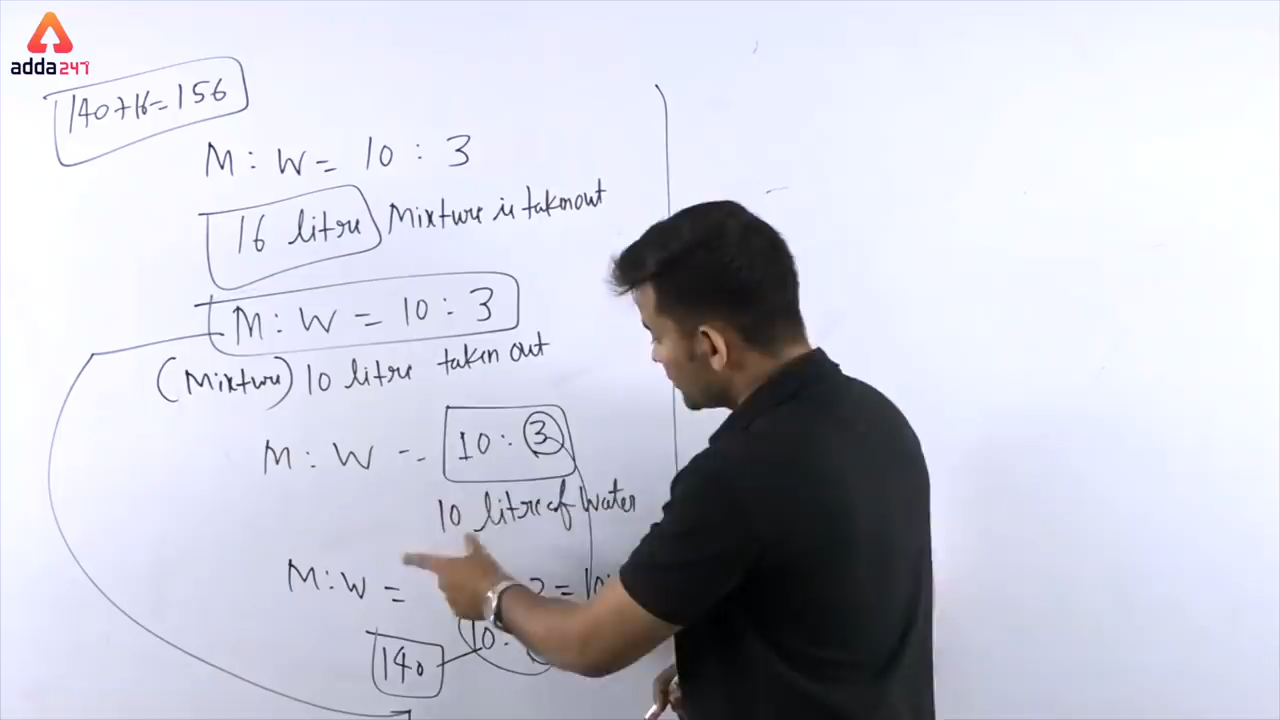 adda247
140+16=156
M : W = 10 : 3
16 litre Mixture is taken out
M : W = 10 : 3
(Mixture) 10 litre taken out
M : W = 10 : 3
10 litre of Water
M:W =
10 :
140